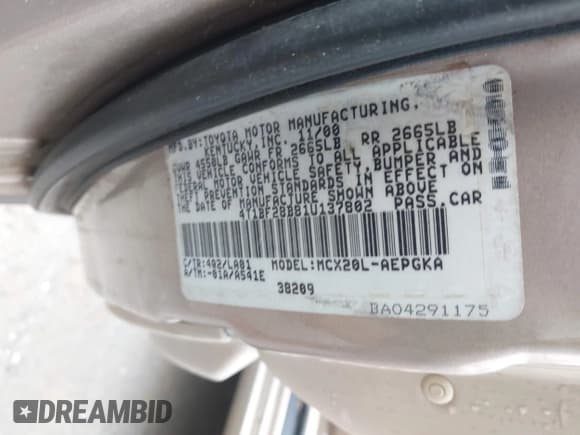 MFD.BY:TOYOTA MOTOR MANUFACTURING,
KENTUCKY, INC. 11/00
GVWR 4550LB GAWR FR 2665LB RR 2665LB
THIS VEHICLE CONFORMS TO ALL APPLICABLE
FEDERAL MOTOR VEHICLE SAFETY, BUMPER AND
THEFT PREVENTION STANDARDS IN EFFECT ON
THE DATE OF MANUFACTURE SHOWN ABOVE
4T1BF28B81U137802 PASS.CAR
C/TR:4Q2/LA01 MODEL:MCX20L-AEPGKA
A/TM:-01A/A541E
38209
BA04291175
DREAMBID